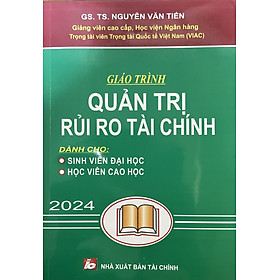 GS. TS. NGUYỄN VĂN TIẾN
Giảng viên cao cấp, Học viện Ngân hàng
Trọng tài viên Trọng tài Quốc tế Việt Nam (VIAC)
GIÁO TRÌNH
QUẢN TRỊ
RỦI RO TÀI CHÍNH
DÀNH CHO:
SINH VIÊN ĐẠI HỌC
HỌC VIÊN CAO HỌC
2024
NHÀ XUẤT BẢN TÀI CHÍNH